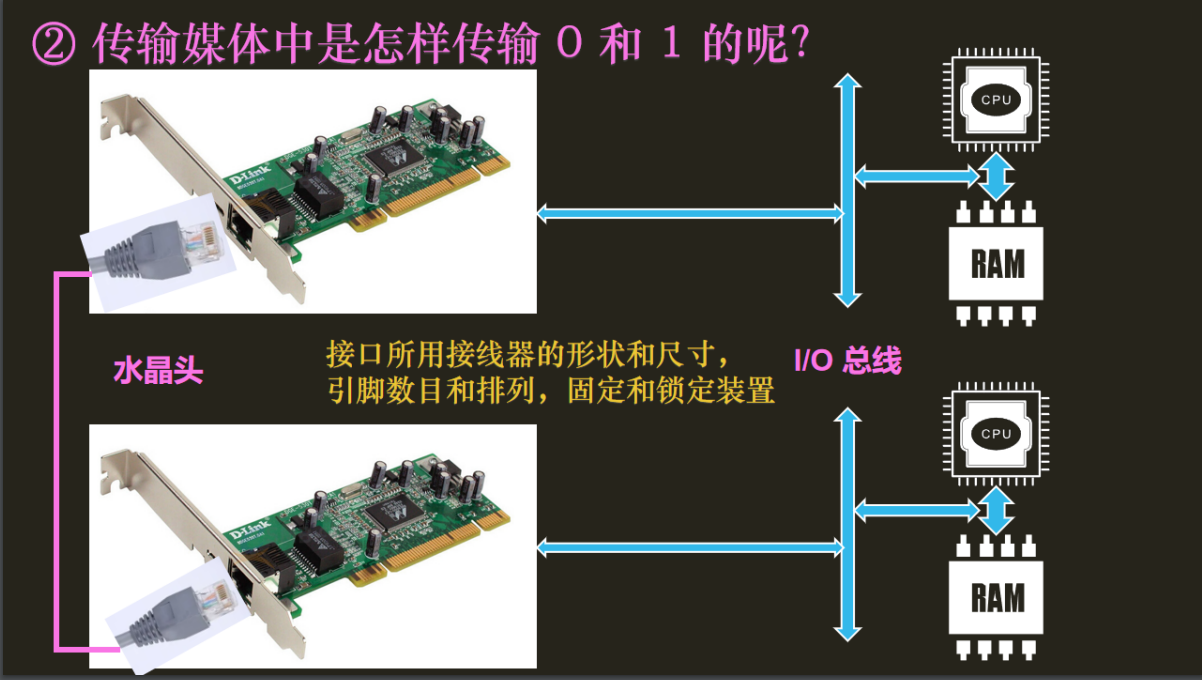 ② 传输媒体中是怎样传输 0 和 1 的呢？
CPU
D-Link
RAM
水晶头
接口所用接线器的形状和尺寸，
引脚数目和排列，固定和锁定装置
I/O 总线
CPU
D-Link
RAM